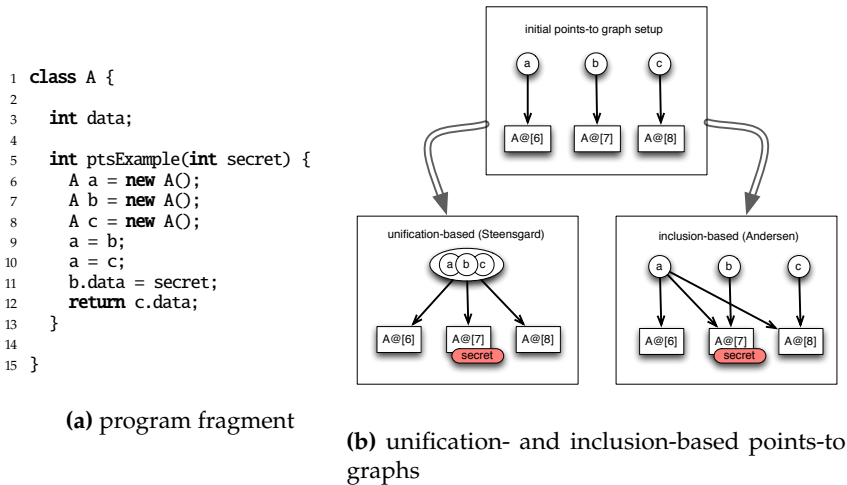 1 class A {
2
3 int data;
4
5 int ptsExample(int secret) {
6 A a = new A();
7 A b = new A();
8 A c = new A();
9 a = b;
10 a = c;
11 b.data = secret;
12 return c.data;
13 }
14
15 }
(a) program fragment
initial points-to graph setup
a b c
A@[6] A@[7] A@[8]
unification-based (Steensgard)
a b c
A@[6] A@[7] A@[8]
secret
inclusion-based (Andersen)
a b c
A@[6] A@[7] A@[8]
secret
(b) unification- and inclusion-based points-to
graphs